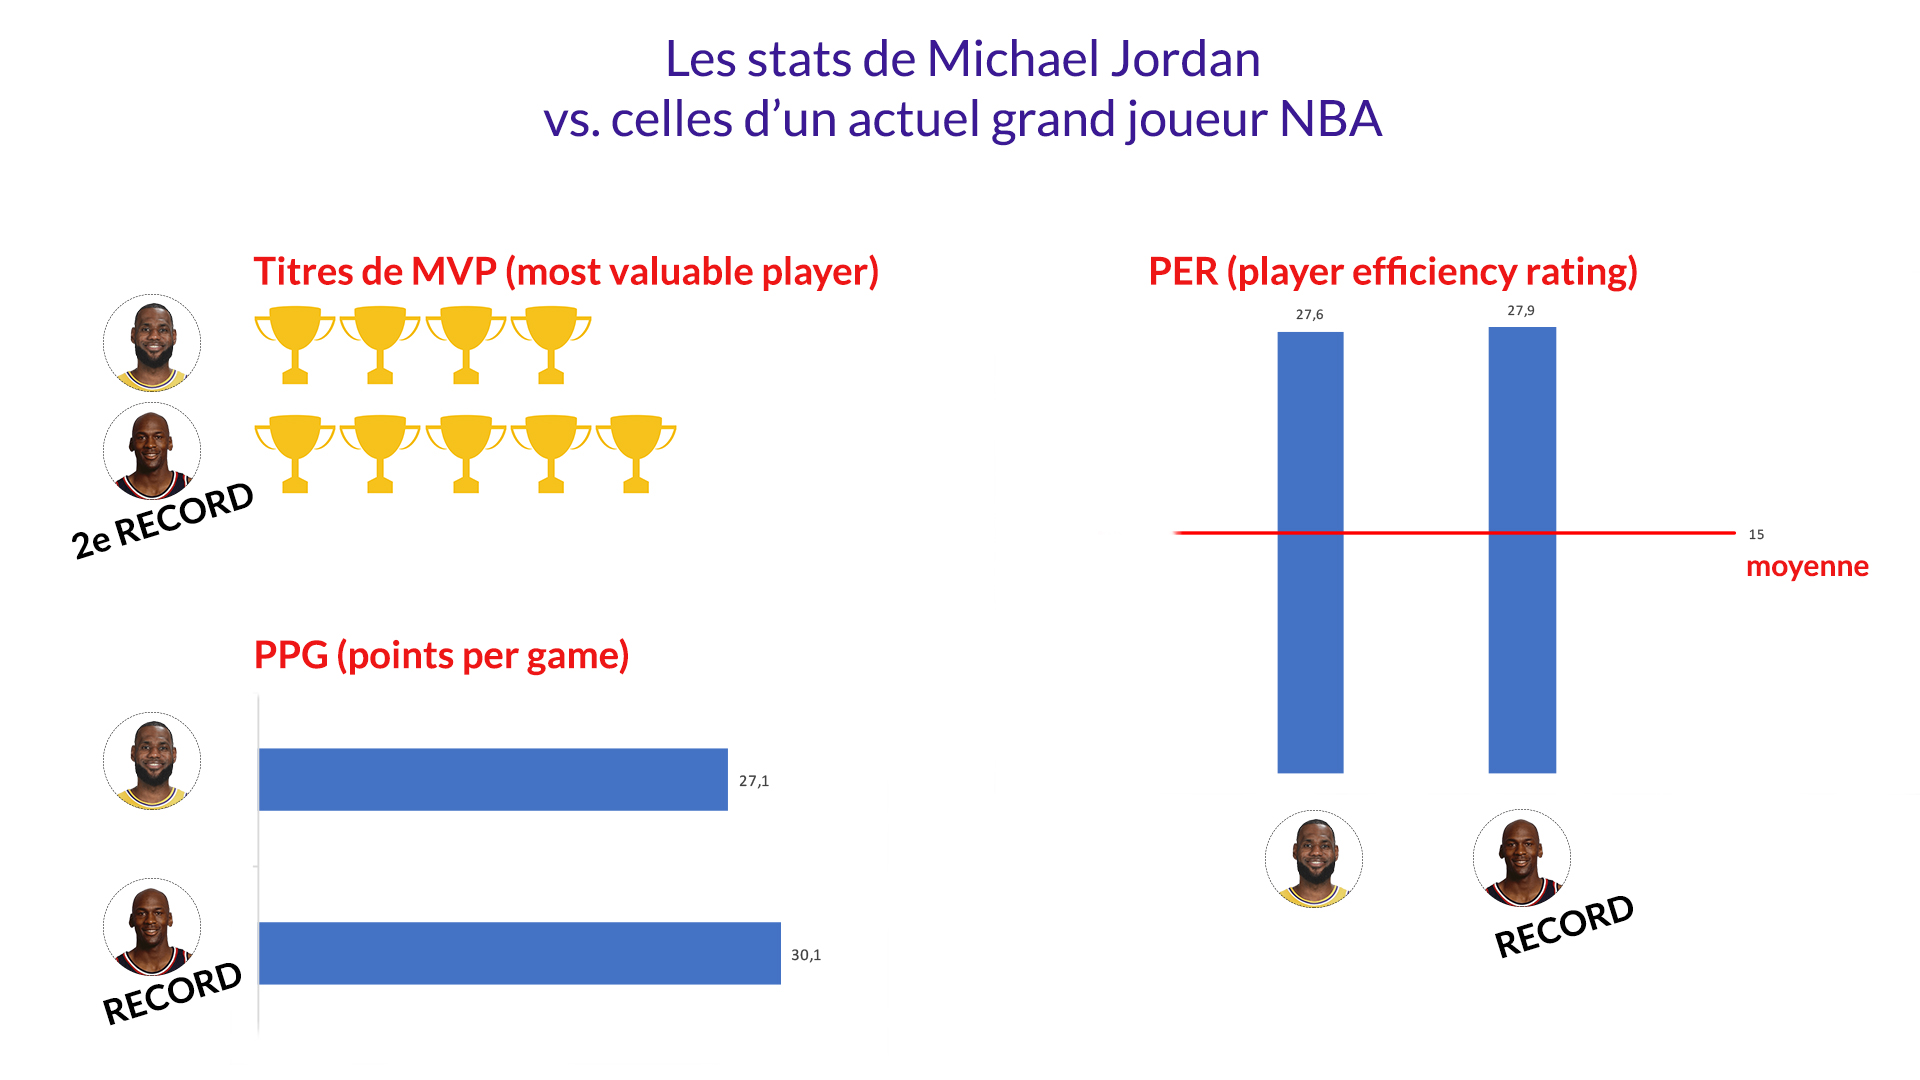 Les stats de Michael Jordan
vs. celles d’un actuel grand joueur NBA
Titres de MVP (most valuable player)
2e RECORD
PPG (points per game)
27,1
30,1
RECORD
PER (player efficiency rating)
27,6
27,9
15
moyenne
RECORD